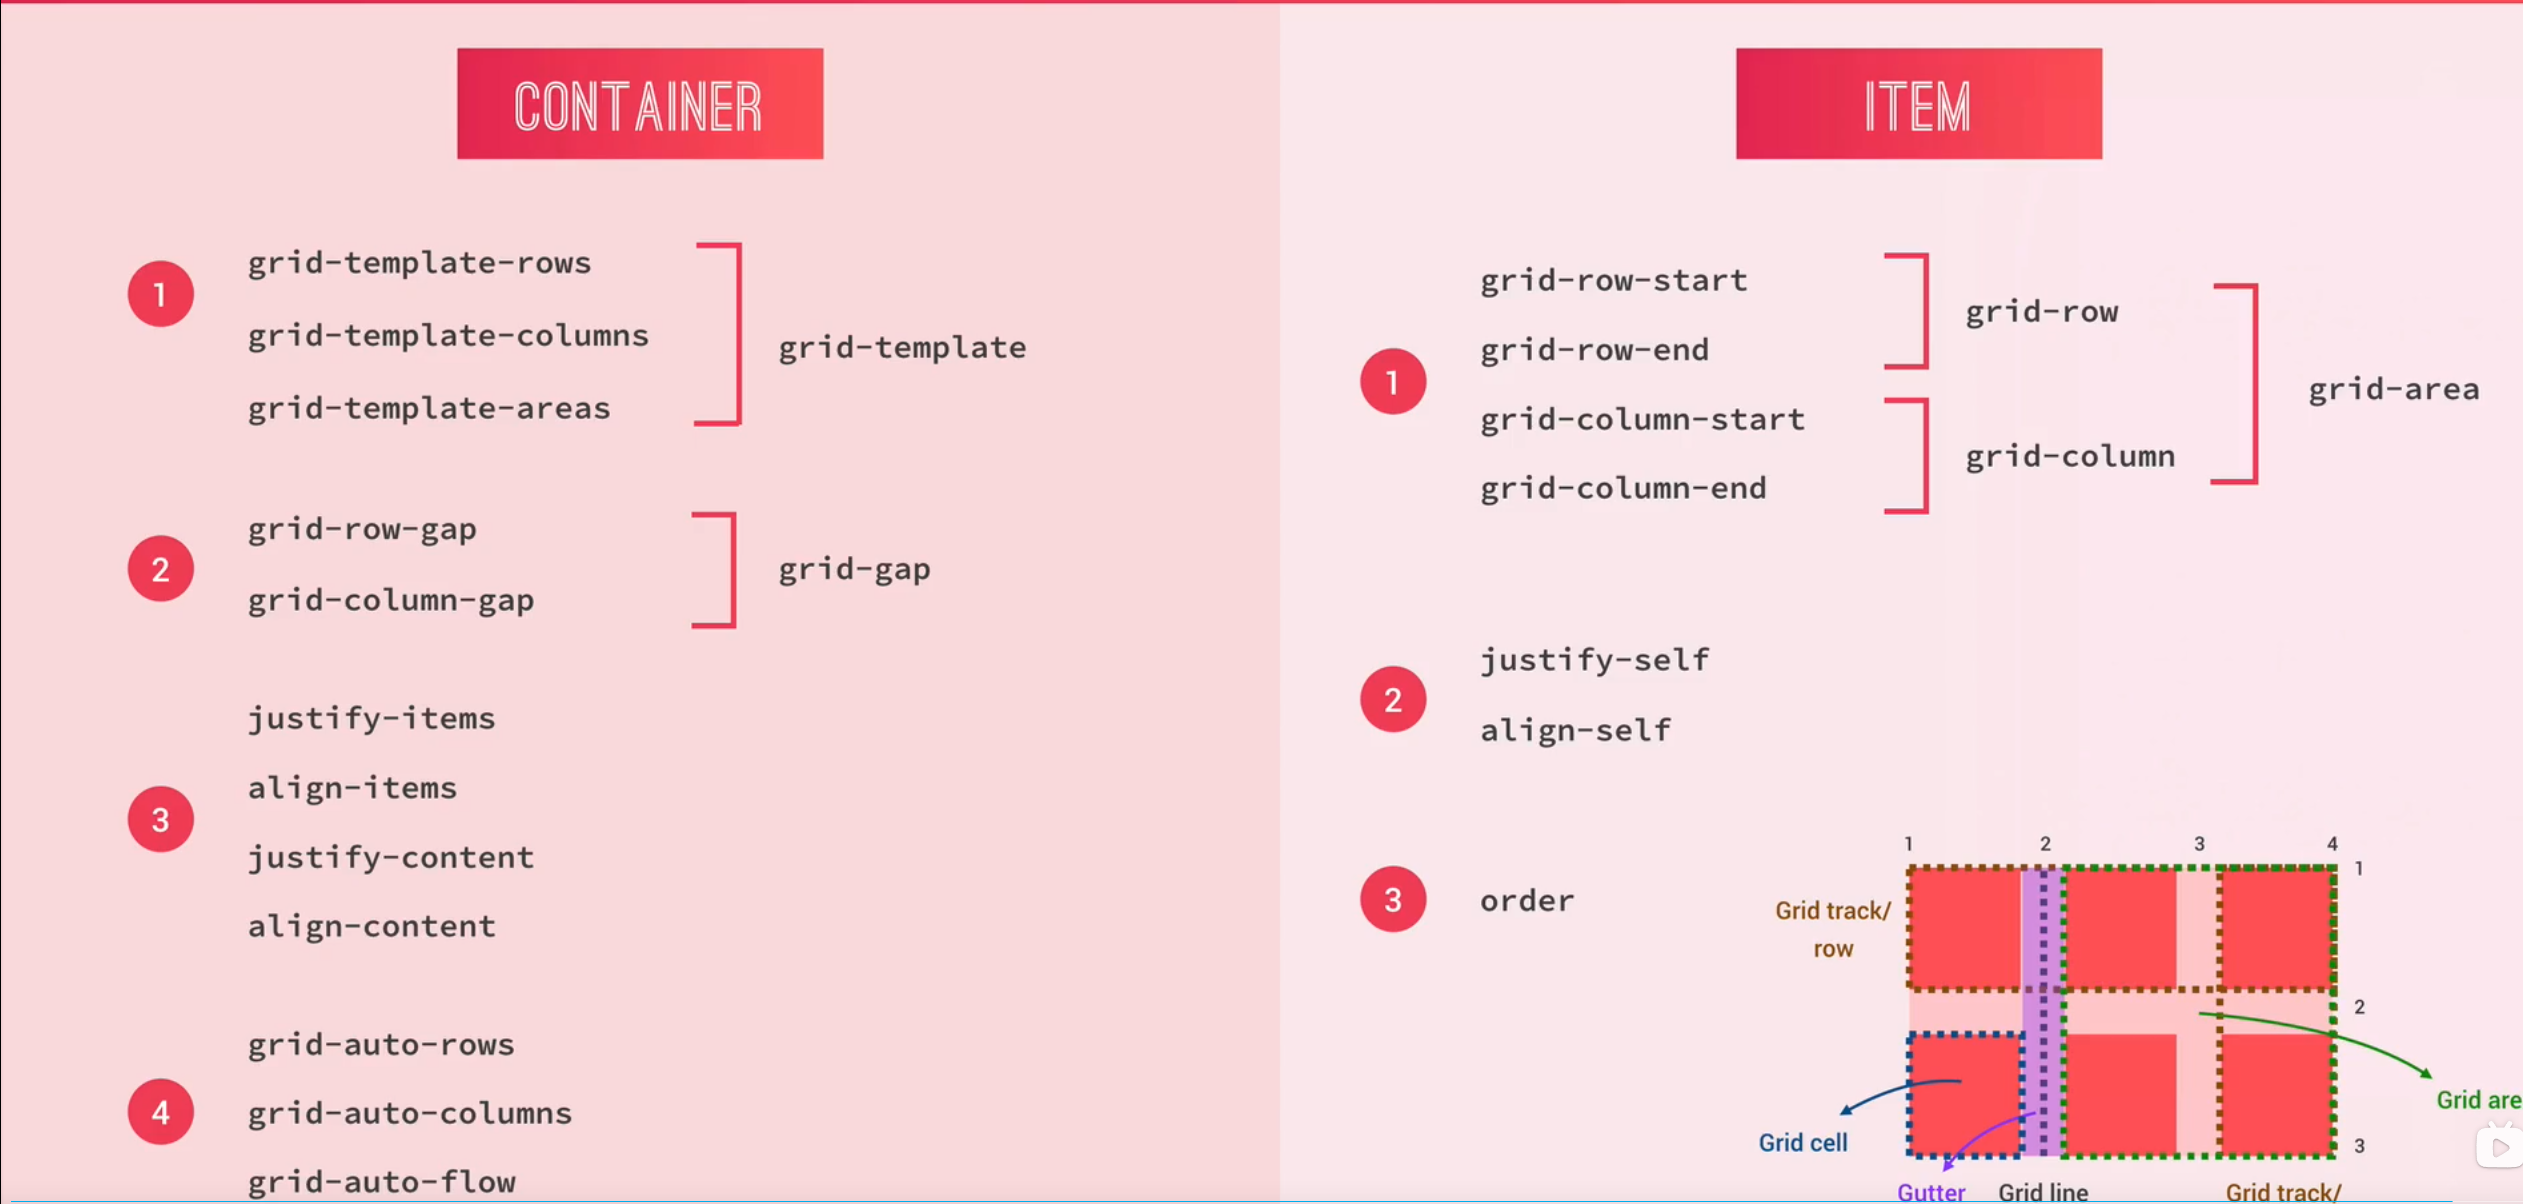 CONTAINER
1
grid-template-rows
grid-template-columns
grid-template-areas
grid-template
2
grid-row-gap
grid-column-gap
grid-gap
3
justify-items
align-items
justify-content
align-content
4
grid-auto-rows
grid-auto-columns
grid-auto-flow
ITEM
1
grid-row-start
grid-row-end
grid-column-start
grid-column-end
grid-row
grid-column
grid-area
2
justify-self
align-self
3
order
1 2 3 4
1
2
3
Grid track/
row
Grid cell
Gutter
Grid line
Grid track/
Grid are